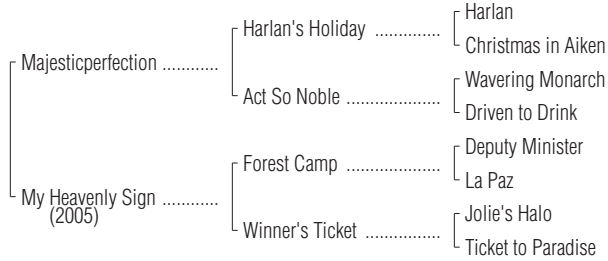 Harlan
Harlan's Holiday ..............
Christmas in Aiken
Majesticperfection ............
Wavering Monarch
Act So Noble ....................
Driven to Drink
Deputy Minister
Forest Camp ....................
La Paz
My Heavenly Sign ............
(2005)
Jolie's Halo
Winner's Ticket ................
Ticket to Paradise